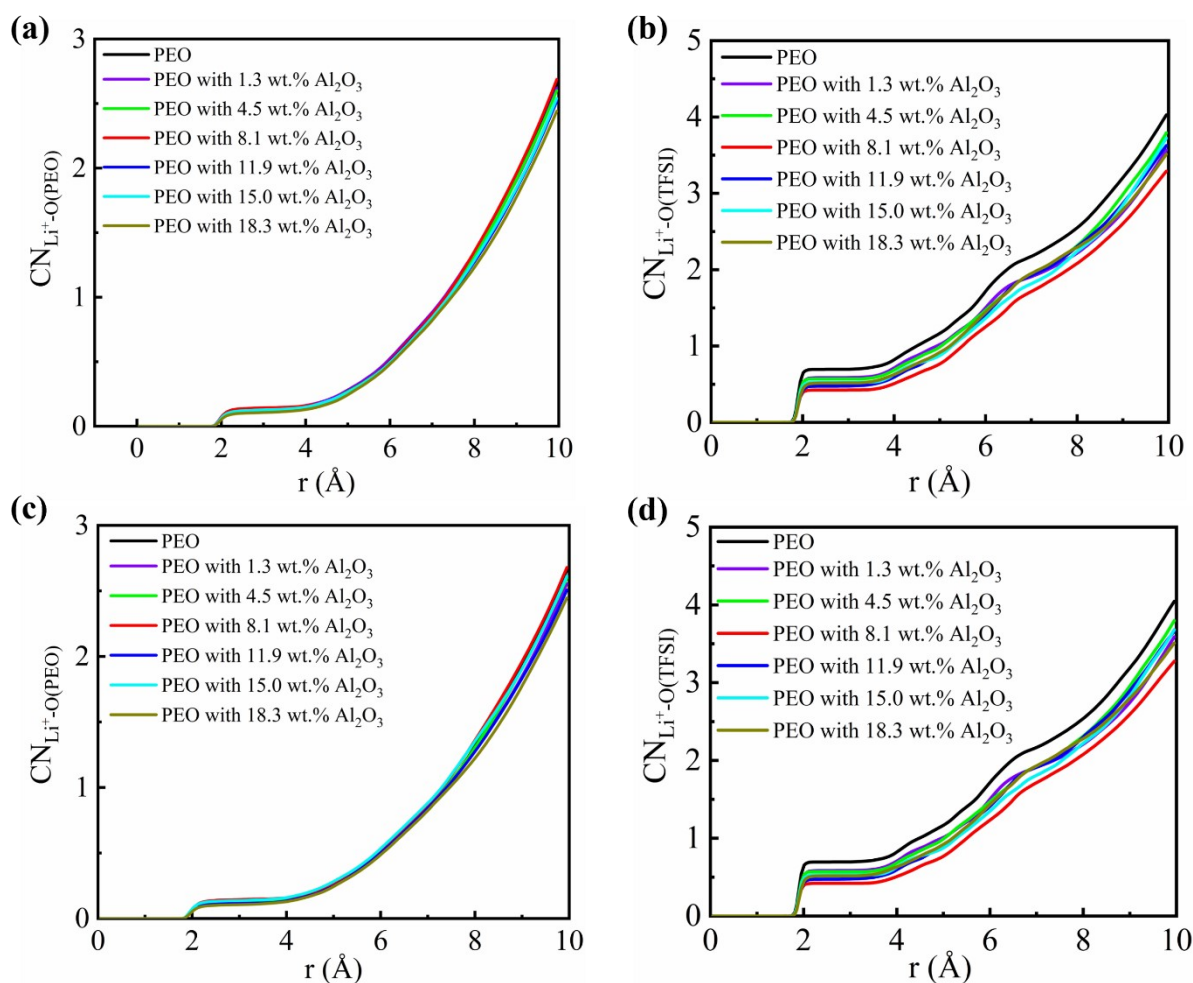 (a)
3
2
1
0
CN Li⁺-O(PEO)
PEO
PEO with 1.3 wt.% Al₂O₃
PEO with 4.5 wt.% Al₂O₃
PEO with 8.1 wt.% Al₂O₃
PEO with 11.9 wt.% Al₂O₃
PEO with 15.0 wt.% Al₂O₃
PEO with 18.3 wt.% Al₂O₃
0 2 4 6 8 10
r (Å)
(b)
5
4
3
2
1
0
CN Li⁺-O(TFSI)
PEO
PEO with 1.3 wt.% Al₂O₃
PEO with 4.5 wt.% Al₂O₃
PEO with 8.1 wt.% Al₂O₃
PEO with 11.9 wt.% Al₂O₃
PEO with 15.0 wt.% Al₂O₃
PEO with 18.3 wt.% Al₂O₃
0 2 4 6 8 10
r (Å)
(c)
3
2
1
0
CN Li⁺-O(PEO)
PEO
PEO with 1.3 wt.% Al₂O₃
PEO with 4.5 wt.% Al₂O₃
PEO with 8.1 wt.% Al₂O₃
PEO with 11.9 wt.% Al₂O₃
PEO with 15.0 wt.% Al₂O₃
PEO with 18.3 wt.% Al₂O₃
0 2 4 6 8 10
r (Å)
(d)
5
4
3
2
1
0
CN Li⁺-O(TFSI)
PEO
PEO with 1.3 wt.% Al₂O₃
PEO with 4.5 wt.% Al₂O₃
PEO with 8.1 wt.% Al₂O₃
PEO with 11.9 wt.% Al₂O₃
PEO with 15.0 wt.% Al₂O₃
PEO with 18.3 wt.% Al₂O₃
0 2 4 6 8 10
r (Å)